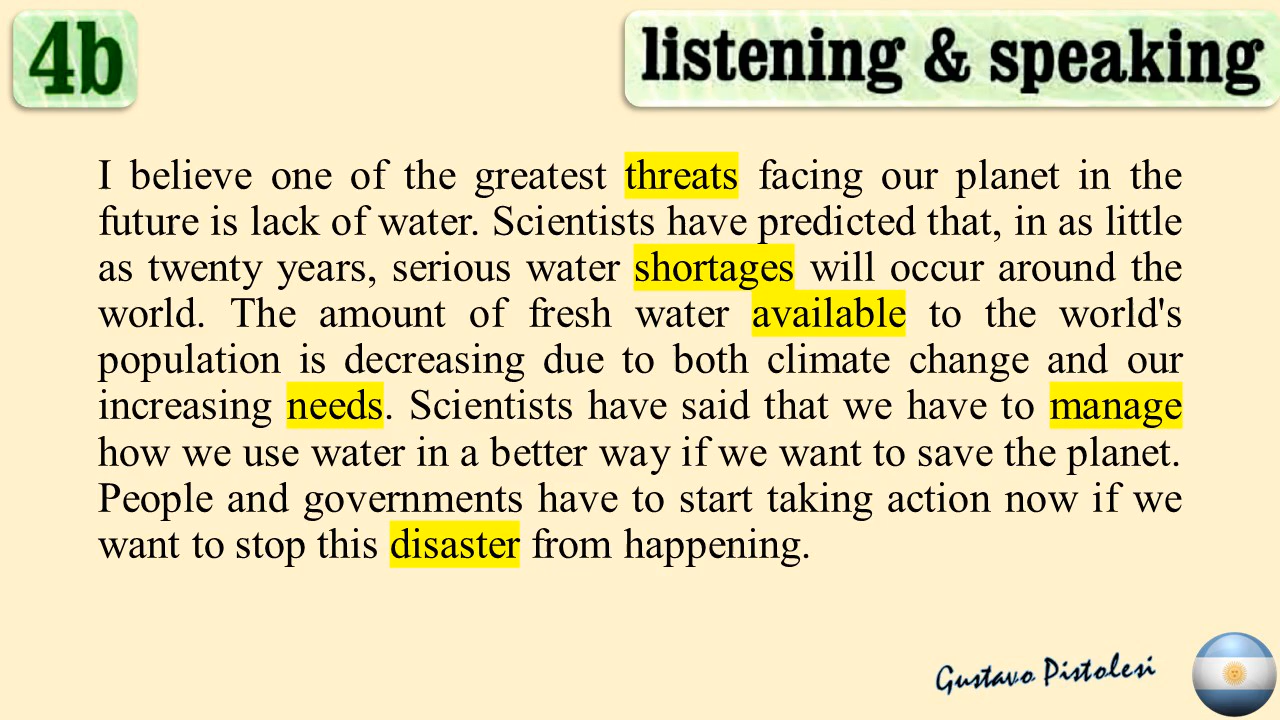 4b
listening & speaking
I believe one of the greatest threats facing our planet in the
future is lack of water. Scientists have predicted that, in as little
as twenty years, serious water shortages will occur around the
world. The amount of fresh water available to the world's
population is decreasing due to both climate change and our
increasing needs. Scientists have said that we have to manage
how we use water in a better way if we want to save the planet.
People and governments have to start taking action now if we
want to stop this disaster from happening.
Gustavo Pistolesi